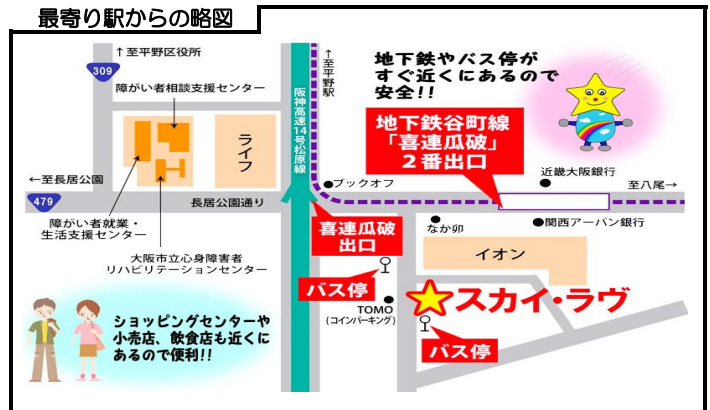 最寄り駅からの略図
↑至平野区役所
309
障がい者相談支援センター
ライフ
阪神高速14号松原線
↑至平野駅
地下鉄やバス停が
すぐ近くにあるので
安全!!
地下鉄谷町線
「喜連瓜破」
2番出口
近畿大阪銀行
至八尾→
←至長居公園
479
長居公園通り
ブックオフ
障がい者就業・
生活支援センター
大阪市立心身障害者
リハビリテーションセンター
喜連瓜破
出口
なか卯
関西アーバン銀行
イオン
バス停
TOMO
(コインパーキング)
スカイ・ラヴ
バス停
ショッピングセンターや
小売店、飲食店も近くに
あるので便利!!